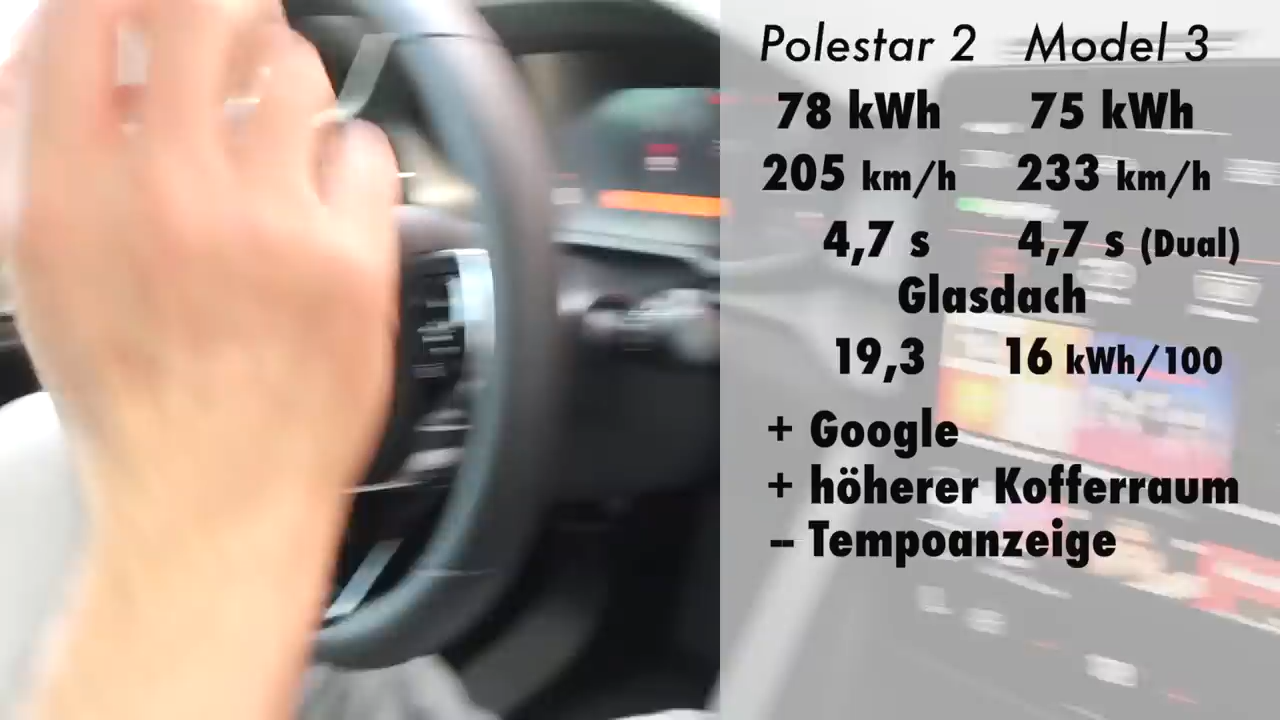 Polestar 2 Model 3
78 kWh 75 kWh
205 km/h 233 km/h
4,7 s 4,7 s (Dual)
Glasdach
19,3 16 kWh/100
+ Google
+ höherer Kofferraum
– Tempoanzeige